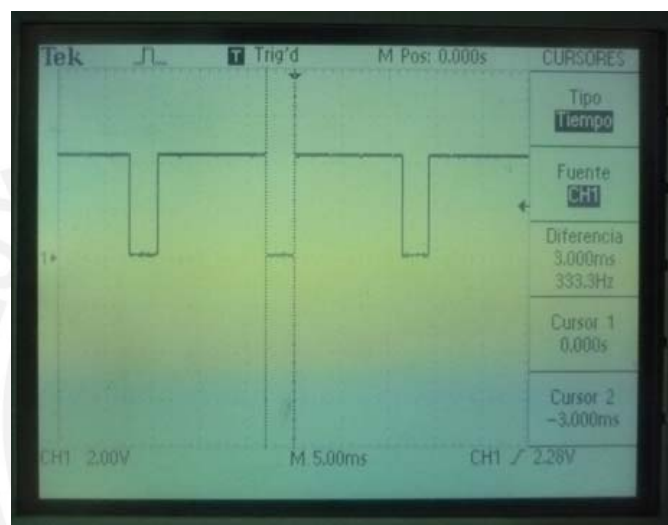 Tek
T Trig'd
M Pos: 0.000s
CURSORES
Tipo
Tiempo
Fuente
CH1
Diferencia
3.000ms
333.3Hz
Cursor 1
0.000s
Cursor 2
-3.000ms
1
CH1 2.00V
M 5.00ms
CH1 / 2.28V